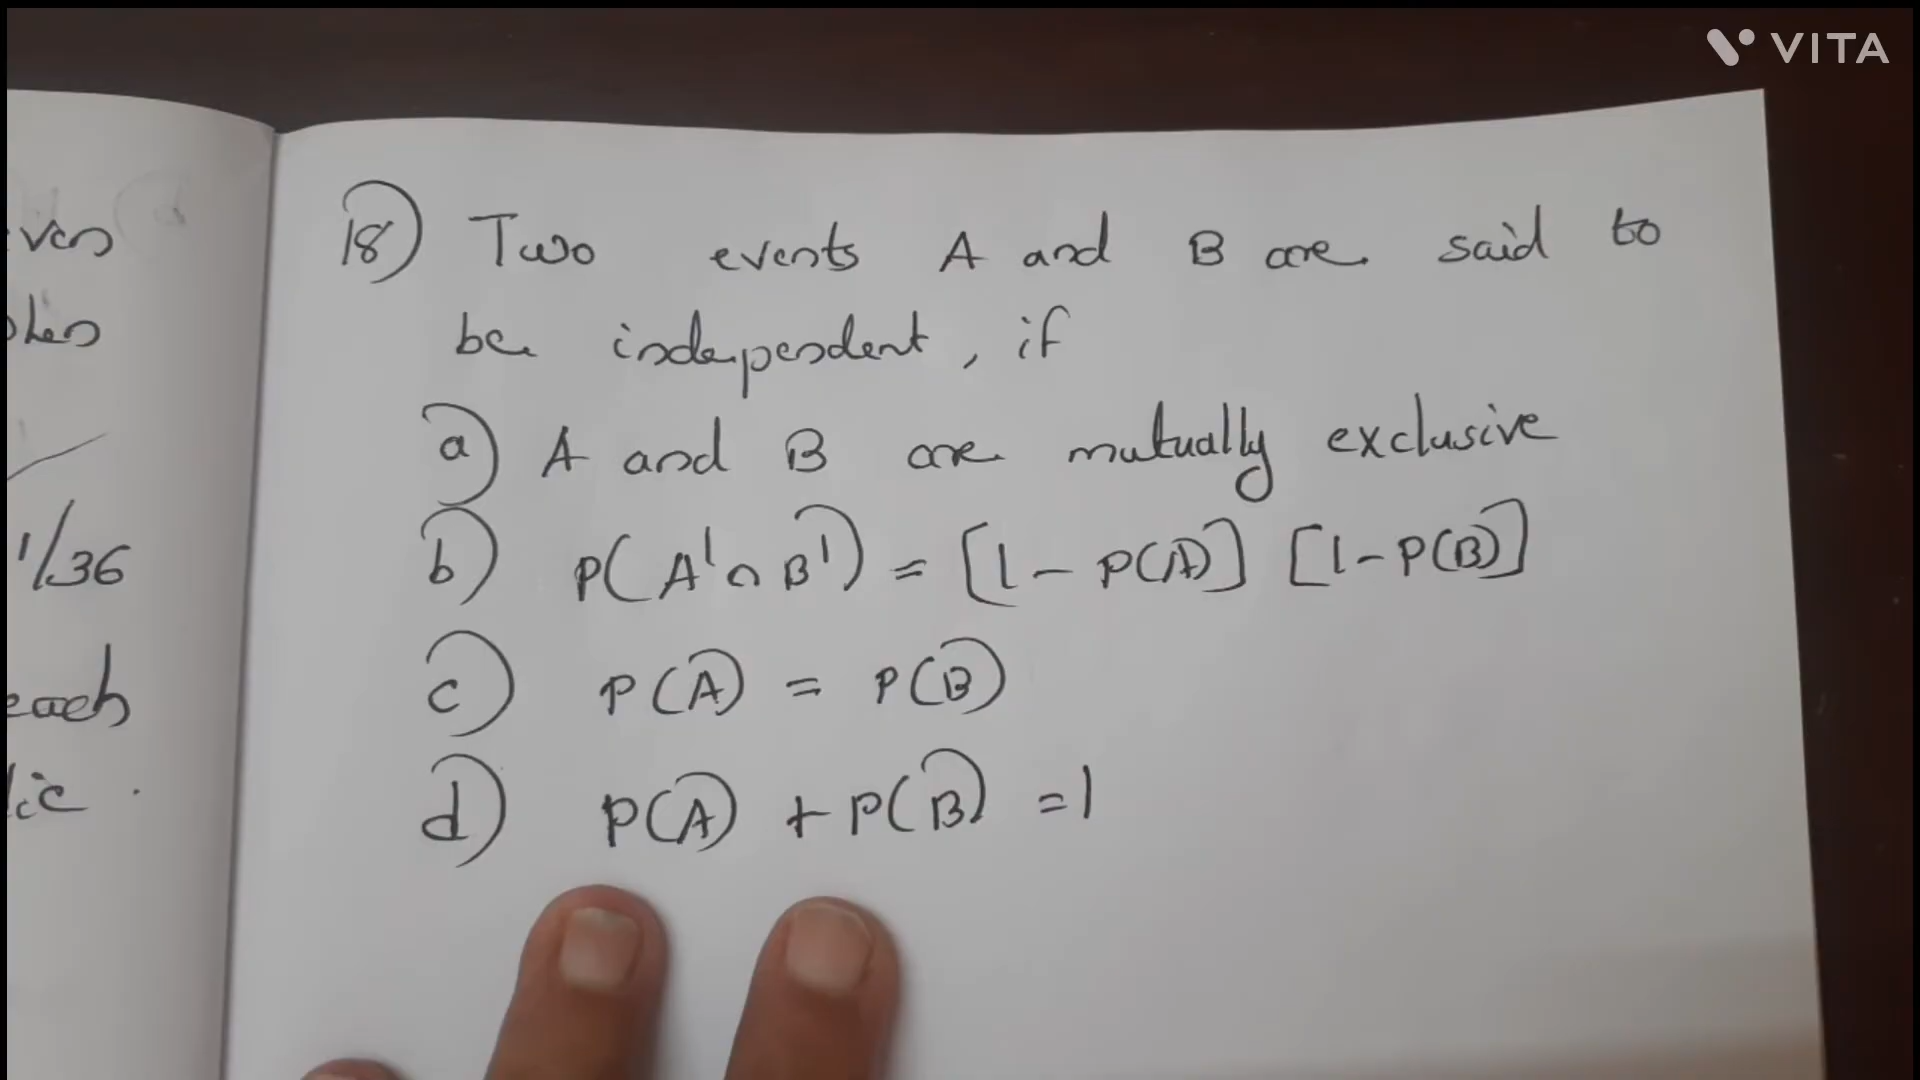 VITA
ven
1/36
each
18) Two events A and B are said to
be independent, if
a) A and B are mutually exclusive
b) P(A' ∩ B') = [1 - P(A)] [1 - P(B)]
c) P(A) = P(B)
d) P(A) + P(B) = 1